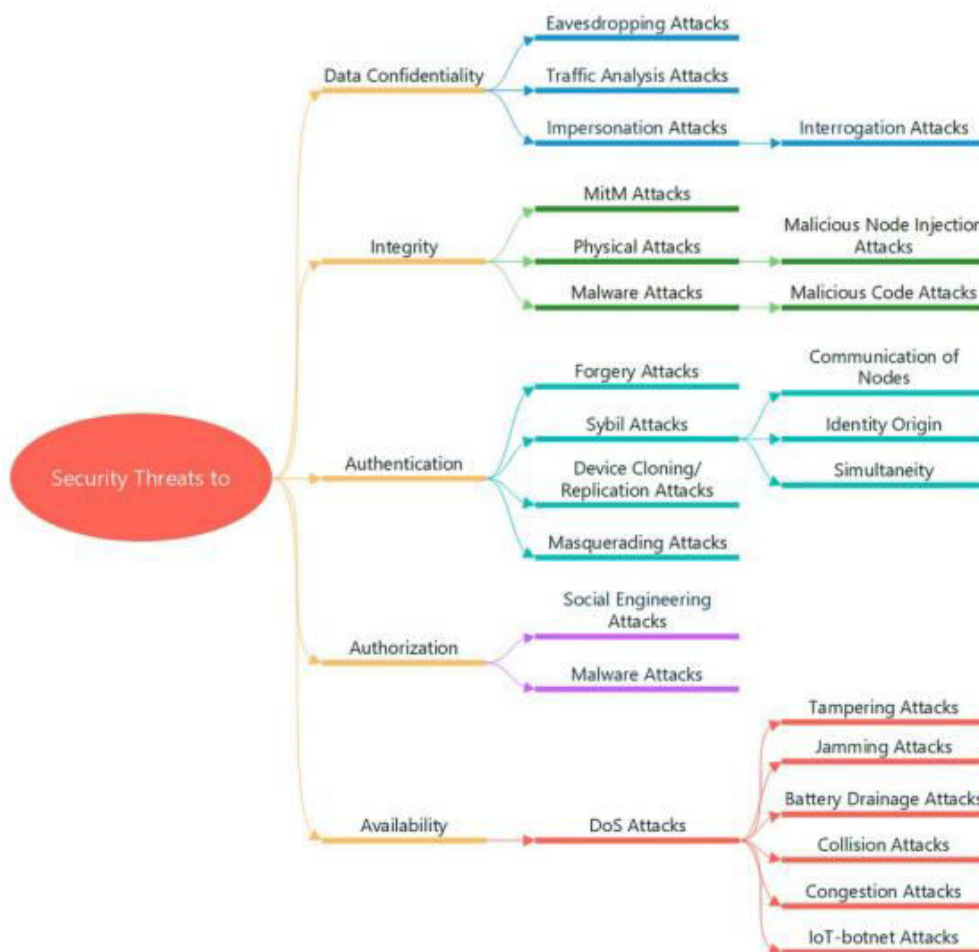 Security Threats to
Data Confidentiality
Eavesdropping Attacks
Traffic Analysis Attacks
Impersonation Attacks
Interrogation Attacks
Integrity
MitM Attacks
Physical Attacks
Malicious Node Injection
Attacks
Malware Attacks
Malicious Code Attacks
Authentication
Forgery Attacks
Sybil Attacks
Communication of
Nodes
Identity Origin
Simultaneity
Device Cloning/
Replication Attacks
Masquerading Attacks
Authorization
Social Engineering
Attacks
Malware Attacks
Availability
DoS Attacks
Tampering Attacks
Jamming Attacks
Battery Drainage Attacks
Collision Attacks
Congestion Attacks
IoT-botnet Attacks